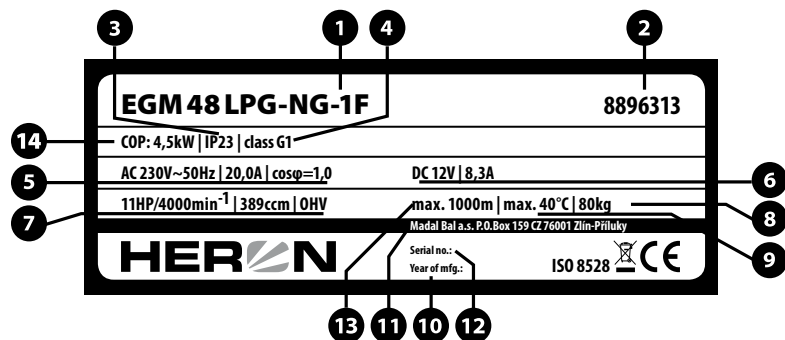 3 1 4 2
EGM 48 LPG-NG-1F 8896313
14 COP: 4,5kW | IP23 | class G1
5 AC 230V~50Hz | 20,0A | cosφ=1,0 DC 12V | 8,3A 6
7 11HP/4000min-1 | 389ccm | OHV max. 1000m | max. 40°C | 80kg 8
Madal Bal a.s. P.O.Box 159 CZ 76001 Zlín-Příluky
HERON Serial no.: 9
Year of mfg.: ISO 8528 CE
13 11 10 12